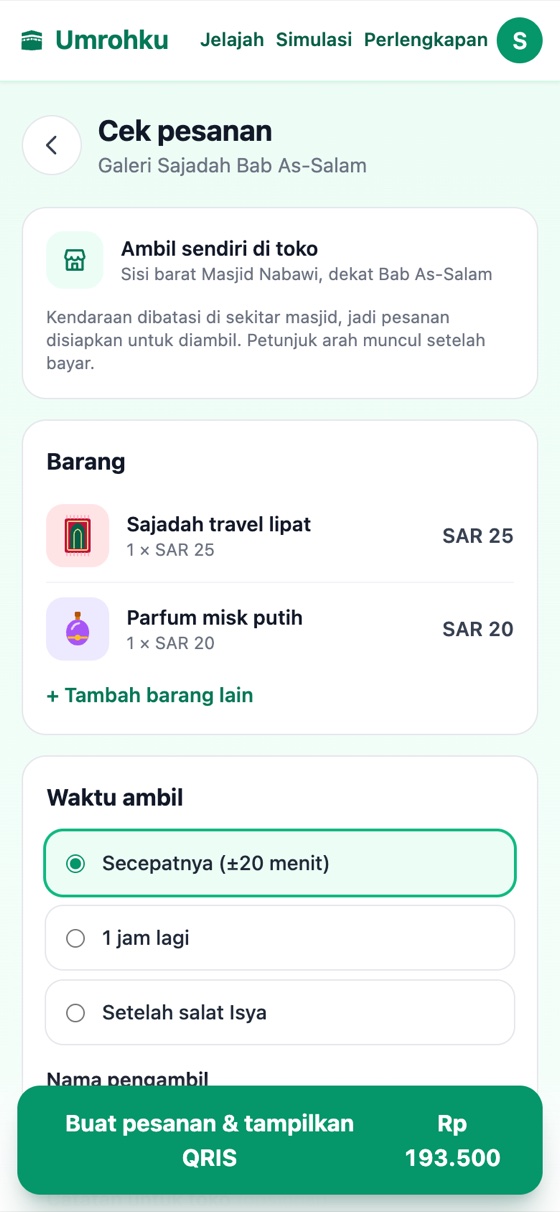 Umrohku
Jelajah Simulasi Perlengkapan S
Cek pesanan
Galeri Sajadah Bab As-Salam
Ambil sendiri di toko
Sisi barat Masjid Nabawi, dekat Bab As-Salam
Kendaraan dibatasi di sekitar masjid, jadi pesanan
disiapkan untuk diambil. Petunjuk arah muncul setelah
bayar.
Barang
Sajadah travel lipat
1 × SAR 25
SAR 25
Parfum misk putih
1 × SAR 20
SAR 20
+ Tambah barang lain
Waktu ambil
Secepatnya (±20 menit)
1 jam lagi
Setelah salat Isya
Nama pengambil
Buat pesanan & tampilkan
QRIS
Rp
193.500